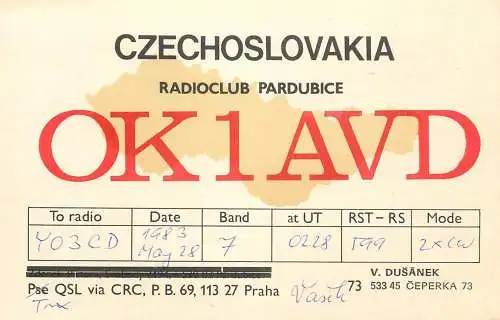 CZECHOSLOVAKIA
RADIOCLUB PARDUBICE
OK1AVD
To radio Date Band at UT RST – RS Mode
YO3CD 1983 May 28 7 0228 599 2xCW
Pse QSL via CRC, P. B. 69, 113 27 Praha
Tnx
Vašek 73
V. DUŠÁNEK
533 45 ČEPERKA 73